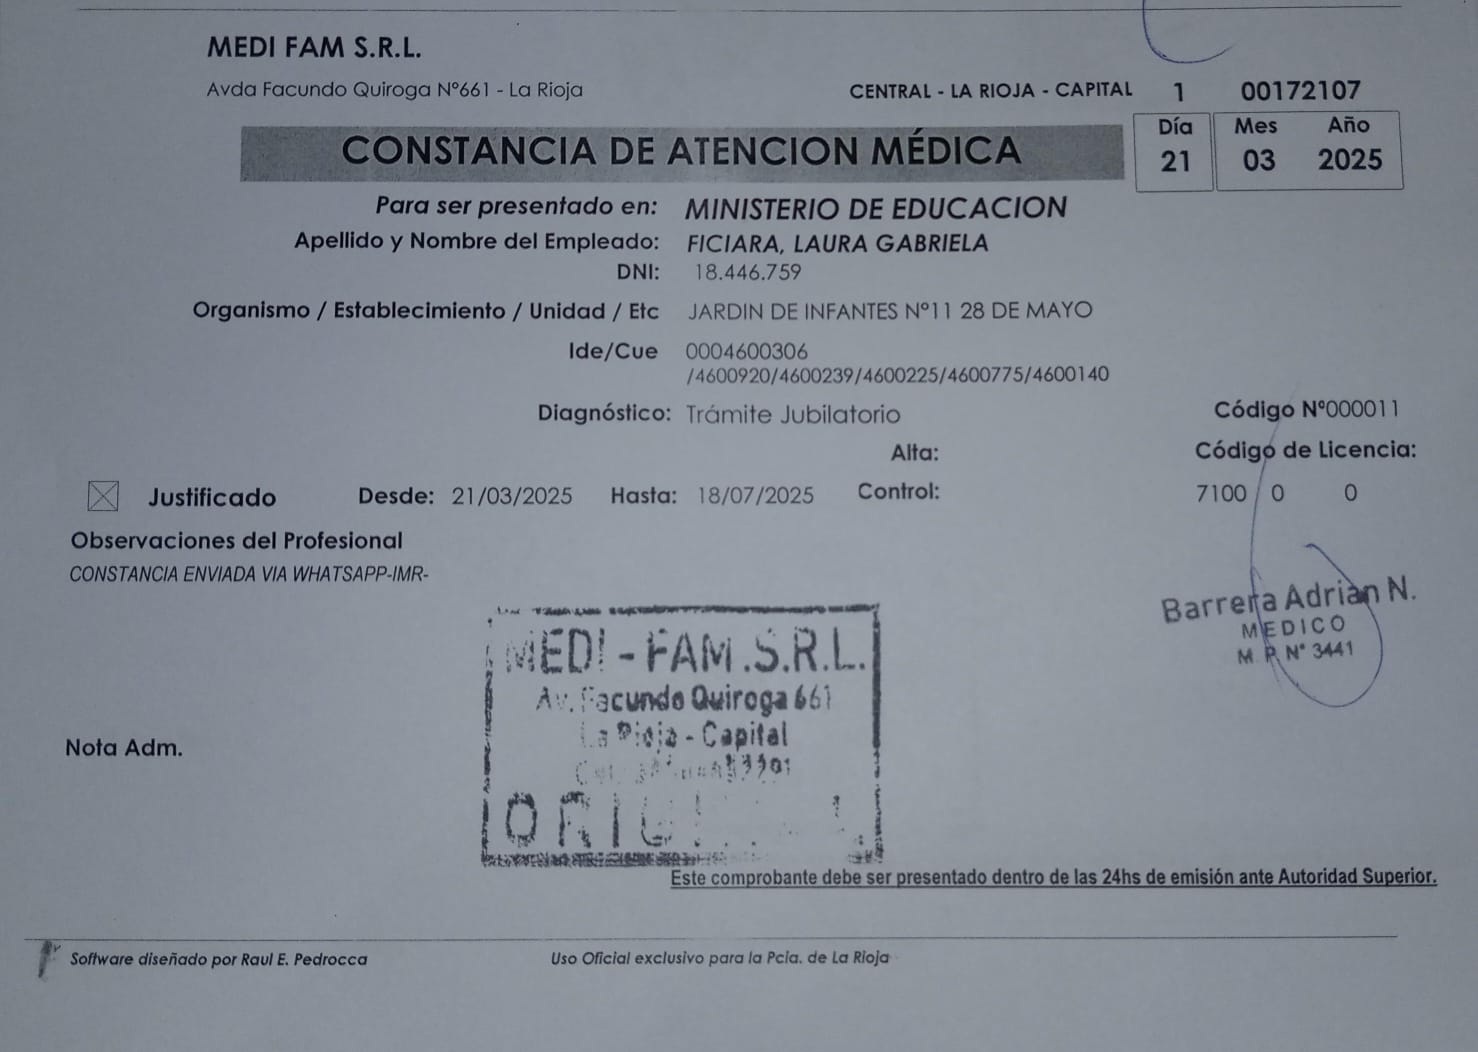 MEDI FAM S.R.L.
Avda Facundo Quiroga Nº661 - La Rioja
CENTRAL - LA RIOJA - CAPITAL 1 00172107
CONSTANCIA DE ATENCION MÉDICA
Día Mes Año
21 03 2025
Para ser presentado en: MINISTERIO DE EDUCACION
Apellido y Nombre del Empleado: FICIARA, LAURA GABRIELA
DNI: 18.446.759
Organismo / Establecimiento / Unidad / Etc JARDIN DE INFANTES Nº11 28 DE MAYO
Ide/Cue 0004600306
/4600920/4600239/4600225/4600775/4600140
Diagnóstico: Trámite Jubilatorio
Código Nº000011
Alta:
Código de Licencia:
Justificado Desde: 21/03/2025 Hasta: 18/07/2025 Control:
7100 0 0
Observaciones del Profesional
CONSTANCIA ENVIADA VIA WHATSAPP-IMR-
Barrera Adrian N.
MEDICO
M.P. Nº 3441
MEDI - FAM.S.R.L.
Av. Facundo Quiroga 661
La Rioja - Capital
Nota Adm.
Este comprobante debe ser presentado dentro de las 24hs de emisión ante Autoridad Superior.
Software diseñado por Raul E. Pedrocca
Uso Oficial exclusivo para la Pcia. de La Rioja